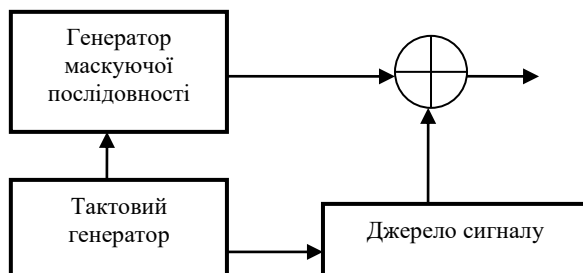 Генератор
маскуючої
послідовності
Тактовий
генератор
Джерело сигналу